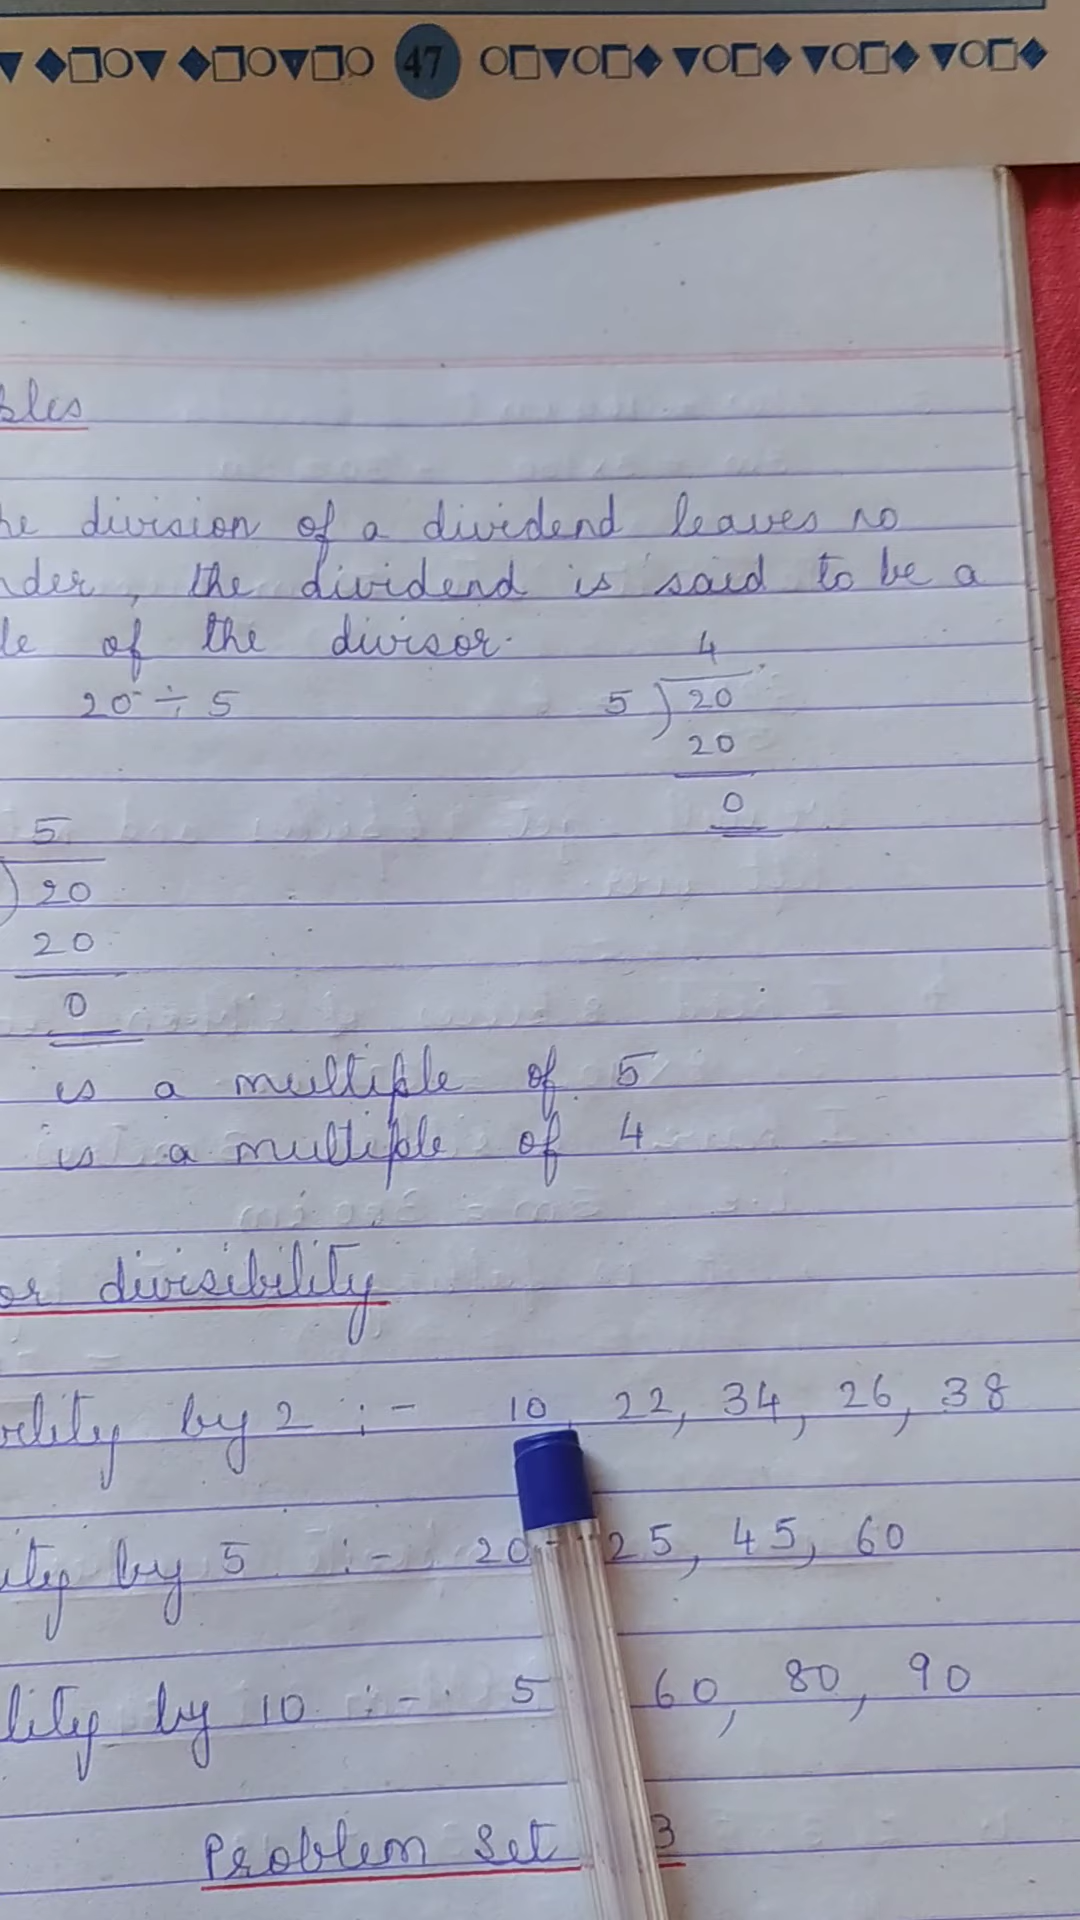 47
bles
he division of a dividend leaves no
nder, the dividend is said to be a
le of the divisor.
20 ÷ 5
4
5 ) 20
20
0
5
) 20
20
0
is a multiple of 5
is a multiple of 4
or divisibility
ility by 2 :- 10, 22, 34, 26, 38
ity by 5 :- 20 25, 45, 60
lity by 10 :- 5 60, 80, 90
Problem Set 3